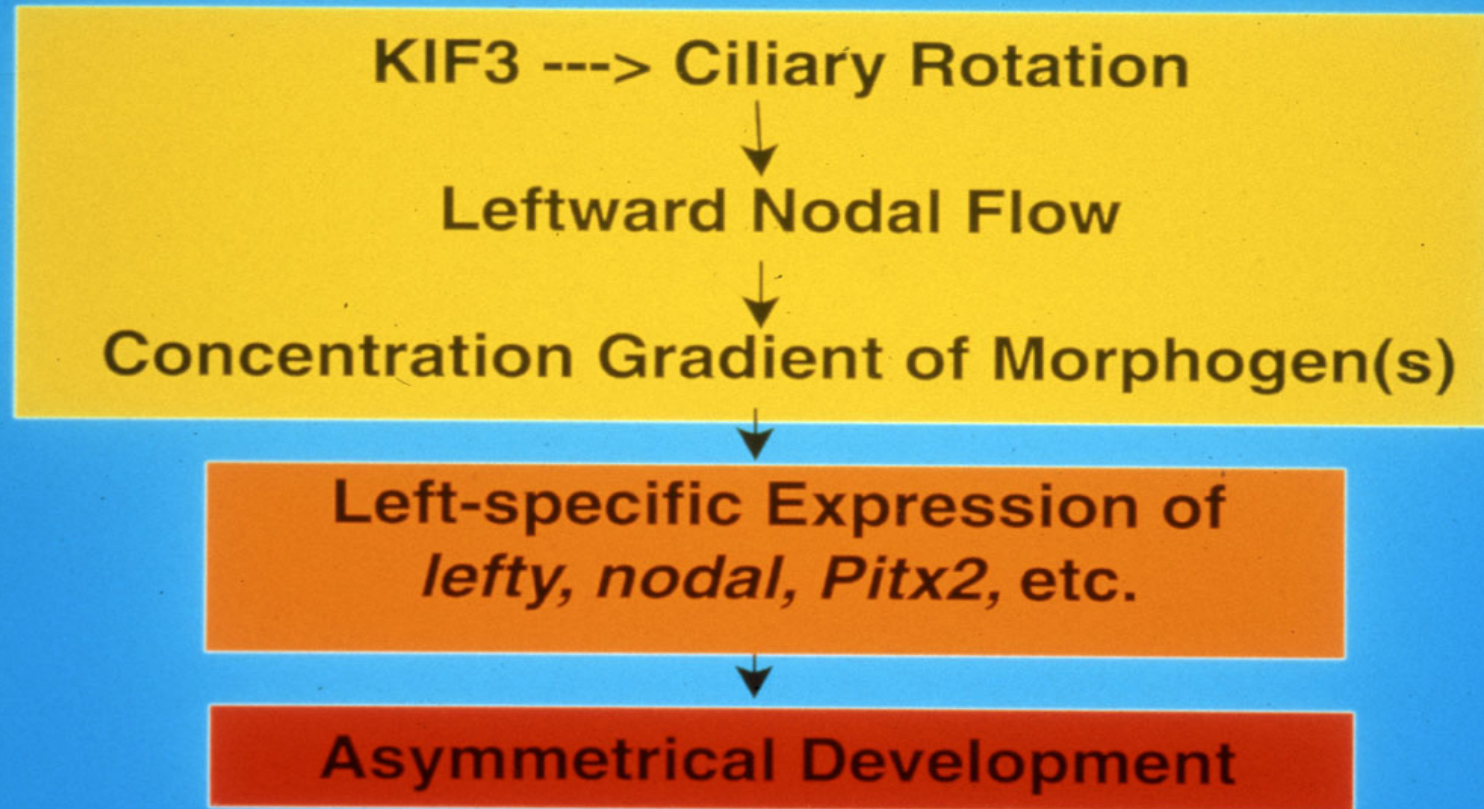 KIF3 ---> Ciliary Rotation
Leftward Nodal Flow
Concentration Gradient of Morphogen(s)
Left-specific Expression of
lefty, nodal, Pitx2, etc.
Asymmetrical Development